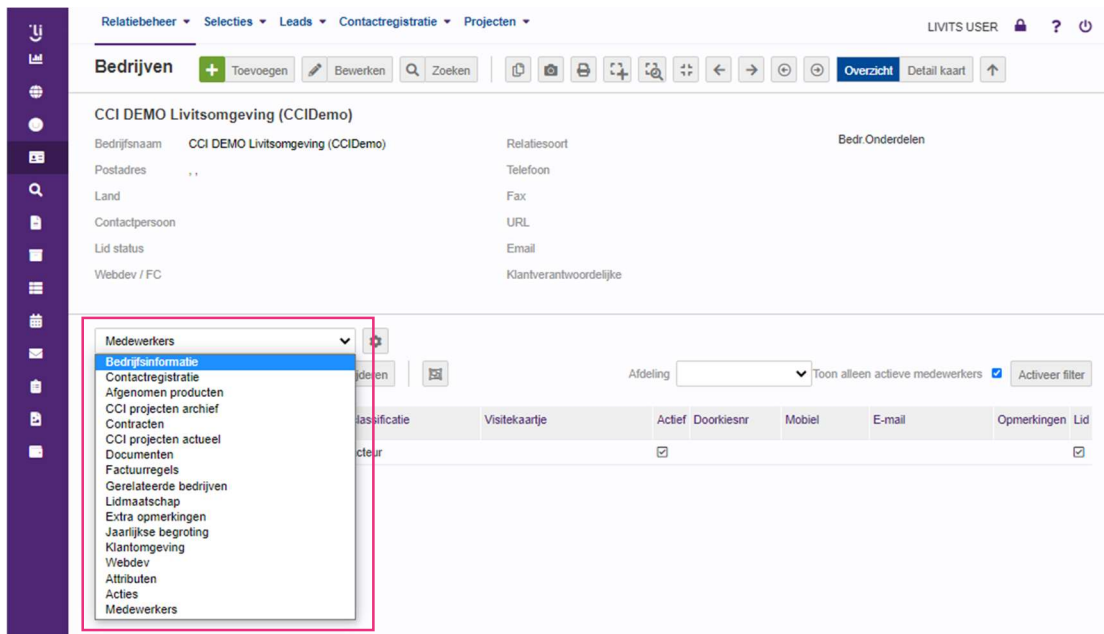 Relatiebeheer Selecties Leads Contactregistratie Projecten LIVITS USER ?
Bedrijven Toevoegen Bewerken Zoeken Overzicht Detail kaart
CCI DEMO Livitsomgeving (CCIDemo)
Bedrijfsnaam CCI DEMO Livitsomgeving (CCIDemo) Relatiesoort Bedr.Onderdelen
Postadres , , Telefoon
Land Fax
Contactpersoon URL
Lid status Email
Webdev / FC Klantverantwoordelijke
Medewerkers
Bedrijfsinformatie
Contactregistratie
jderen Afdeling Toon alleen actieve medewerkers Activeer filter
Afgenomen producten
CCI projecten archief
Contracten
lassificatie Visitekaartje Actief Doorkiesnr Mobiel E-mail Opmerkingen Lid
CCI projecten actueel
Documenten
cteur
Factuurregels
Gerelateerde bedrijven
Lidmaatschap
Extra opmerkingen
Jaarlijkse begroting
Klantomgeving
Webdev
Attributen
Acties
Medewerkers